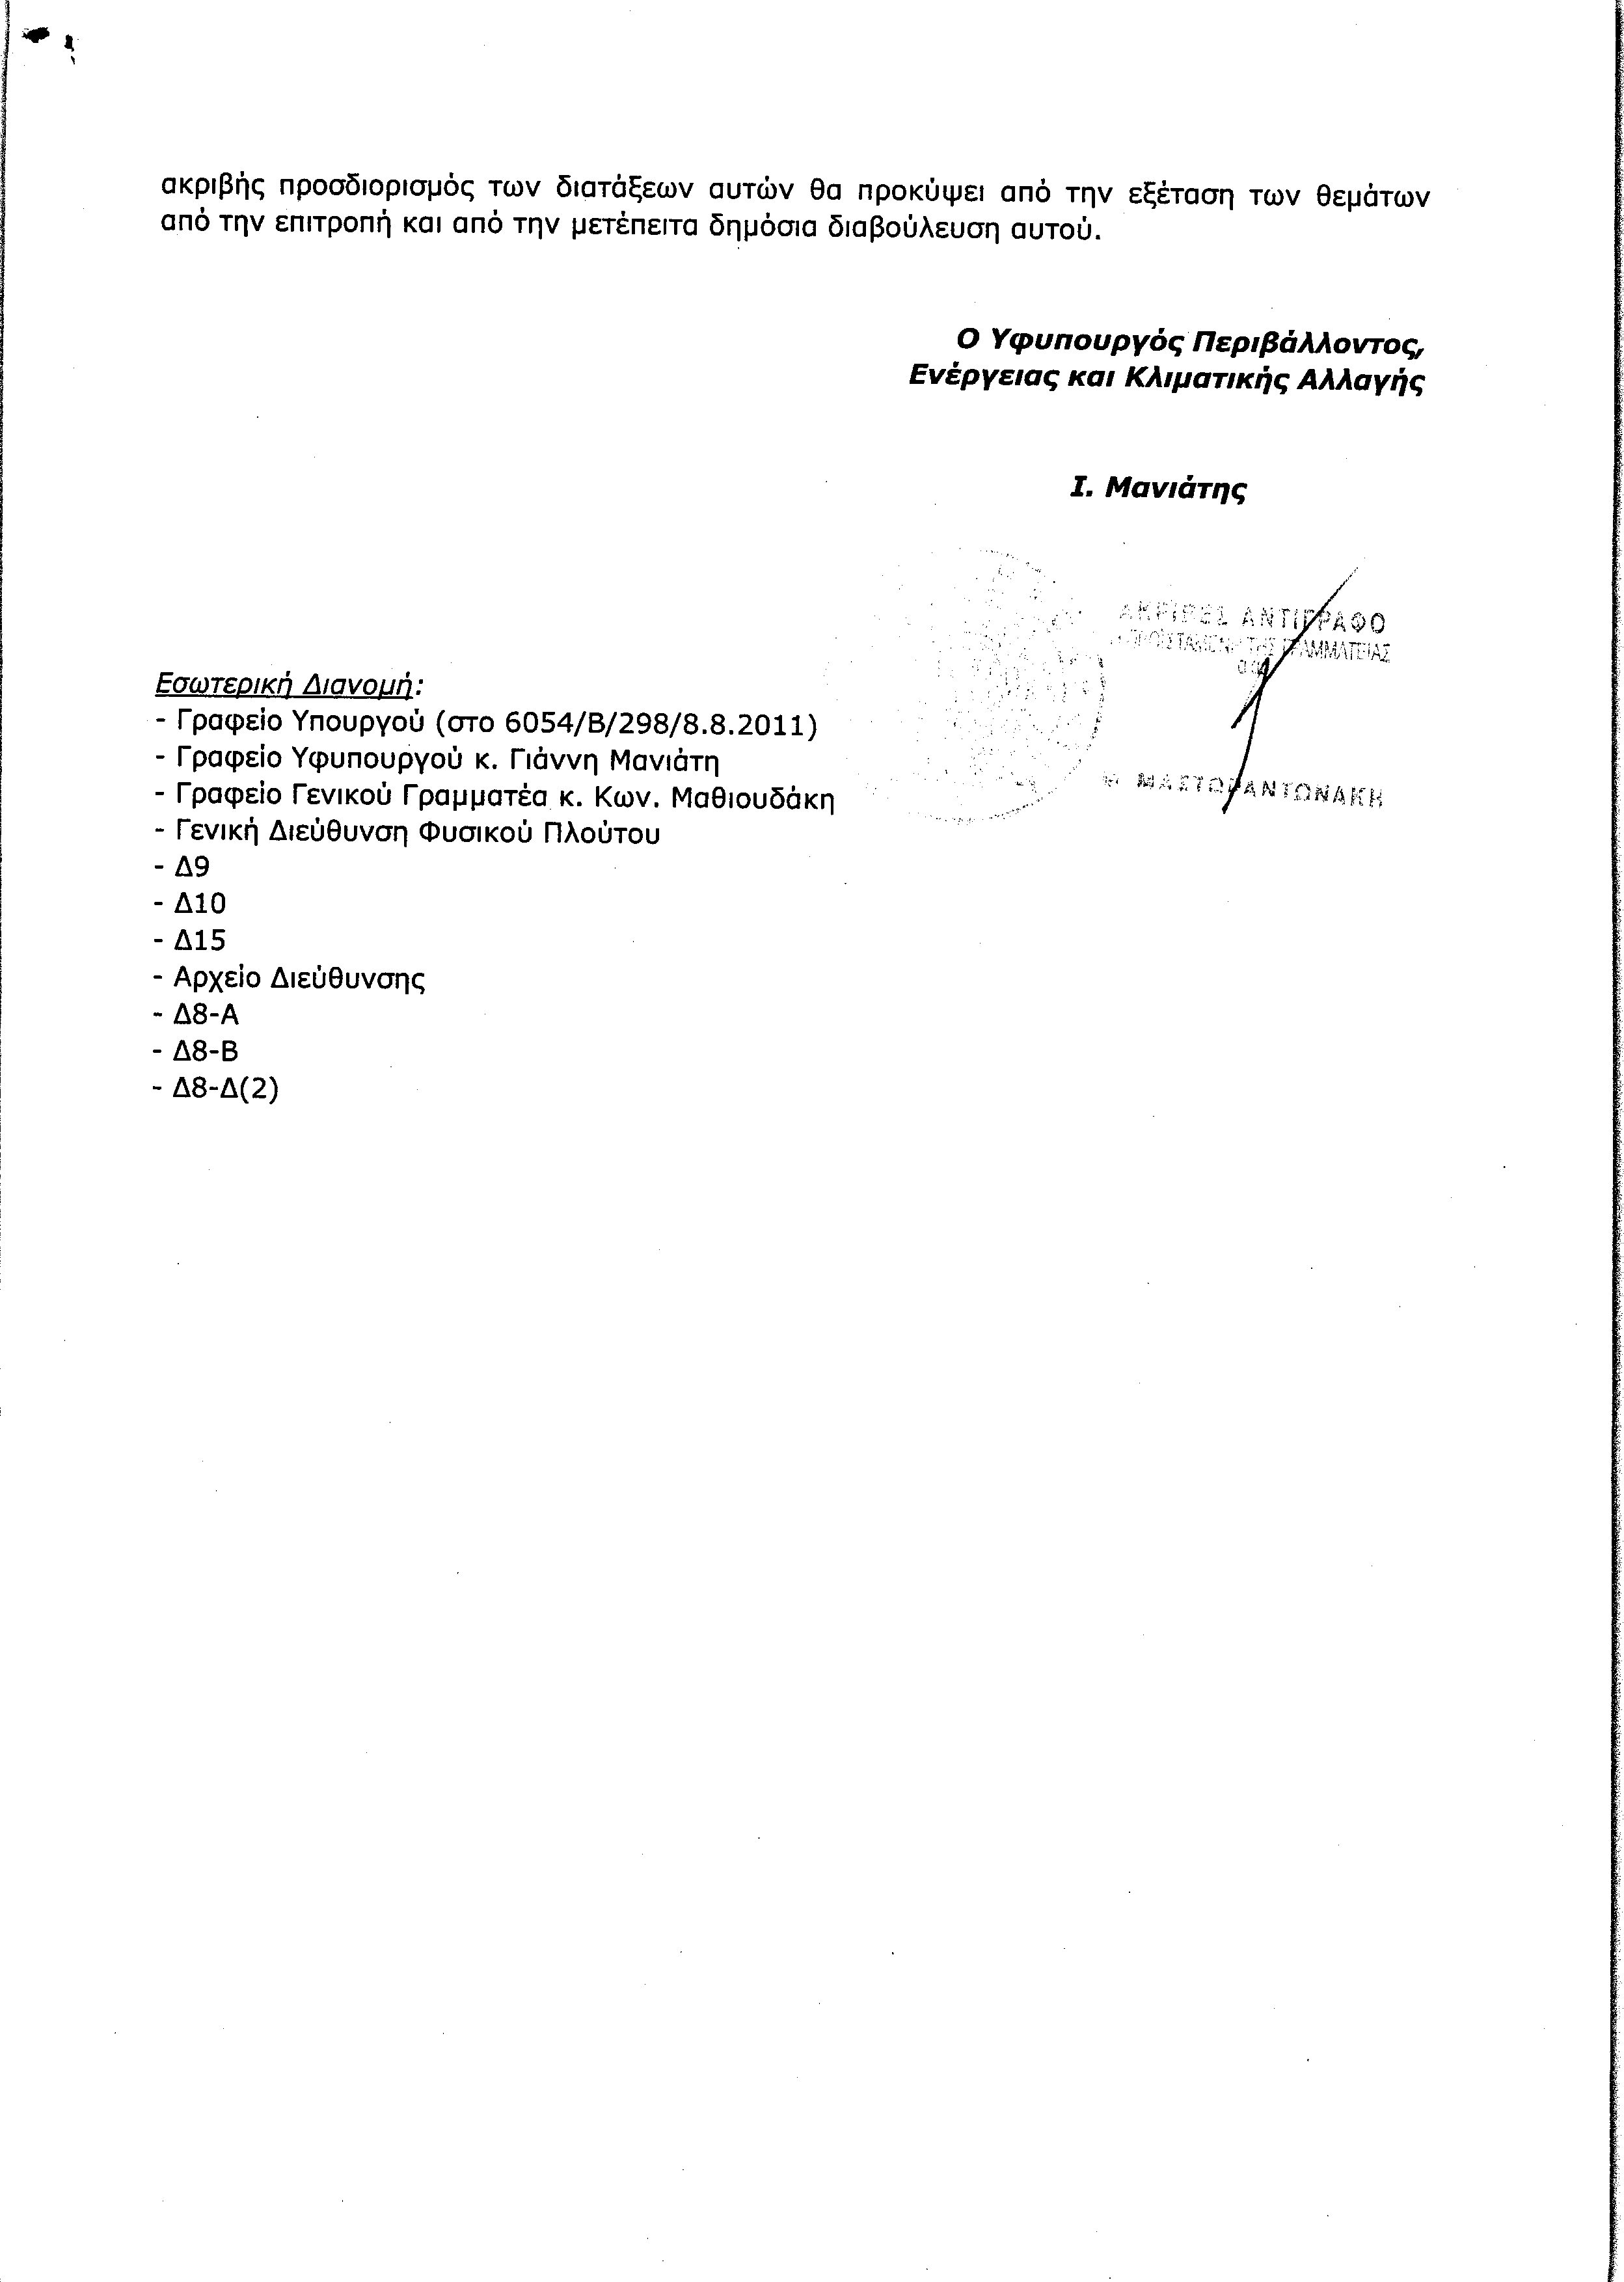 ακριβής προσδιορισμός των διατάξεων αυτών θα προκύψει από την εξέταση των θεμάτων
από την επιτροπή και από την μετέπειτα δημόσια διαβούλευση αυτού.
Ο Υφυπουργός Περιβάλλοντος,
Ενέργειας και Κλιματικής Αλλαγής
Ι. Μανιάτης
ΑΚΡΙΒΕΣ ΑΝΤΙΓΡΑΦΟ
ΤΗΣ ΓΡΑΜΜΑΤΕΙΑΣ
ΜΑΣΤΟΡΑΝΤΩΝΑΚΗ
Εσωτερική Διανομή:
- Γραφείο Υπουργού (στο 6054/Β/298/8.8.2011)
- Γραφείο Υφυπουργού κ. Γιάννη Μανιάτη
- Γραφείο Γενικού Γραμματέα κ. Κων. Μαθιουδάκη
- Γενική Διεύθυνση Φυσικού Πλούτου
- Δ9
- Δ10
- Δ15
- Αρχείο Διεύθυνσης
- Δ8-Α
- Δ8-Β
- Δ8-Δ(2)